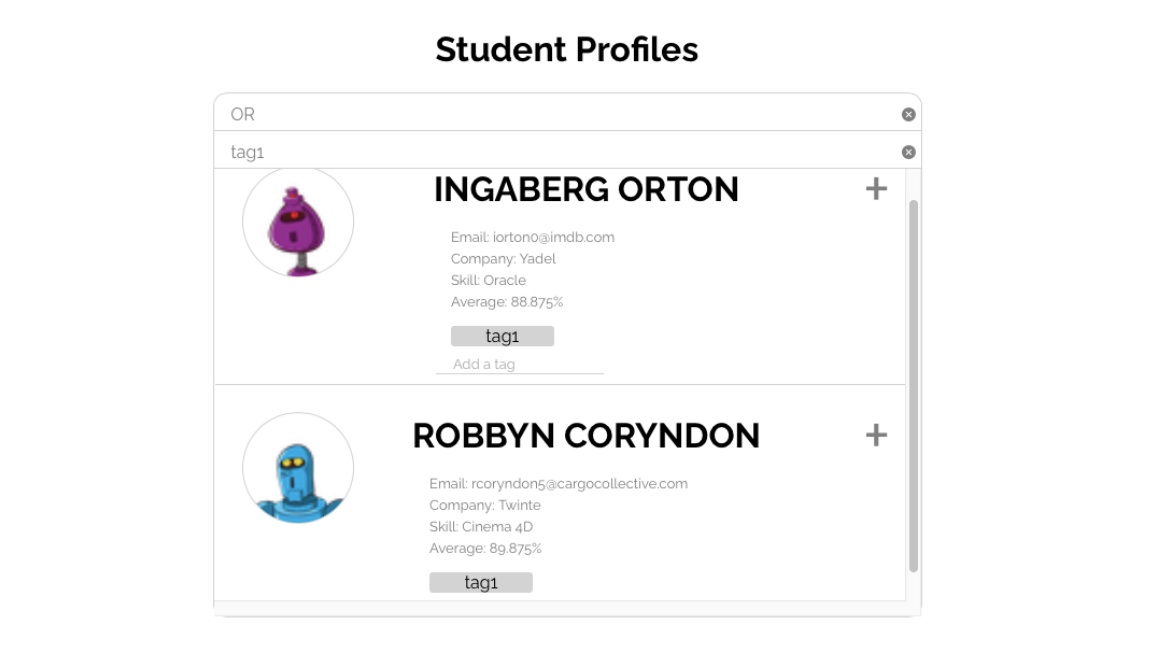 Student Profiles
OR
tag1
INGABERG ORTON
Email: iorton0@imdb.com
Company: Yadel
Skill: Oracle
Average: 88.875%
tag1
Add a tag
ROBBYN CORYNDON
Email: rcoryndon5@cargocollective.com
Company: Twinte
Skill: Cinema 4D
Average: 89.875%
tag1